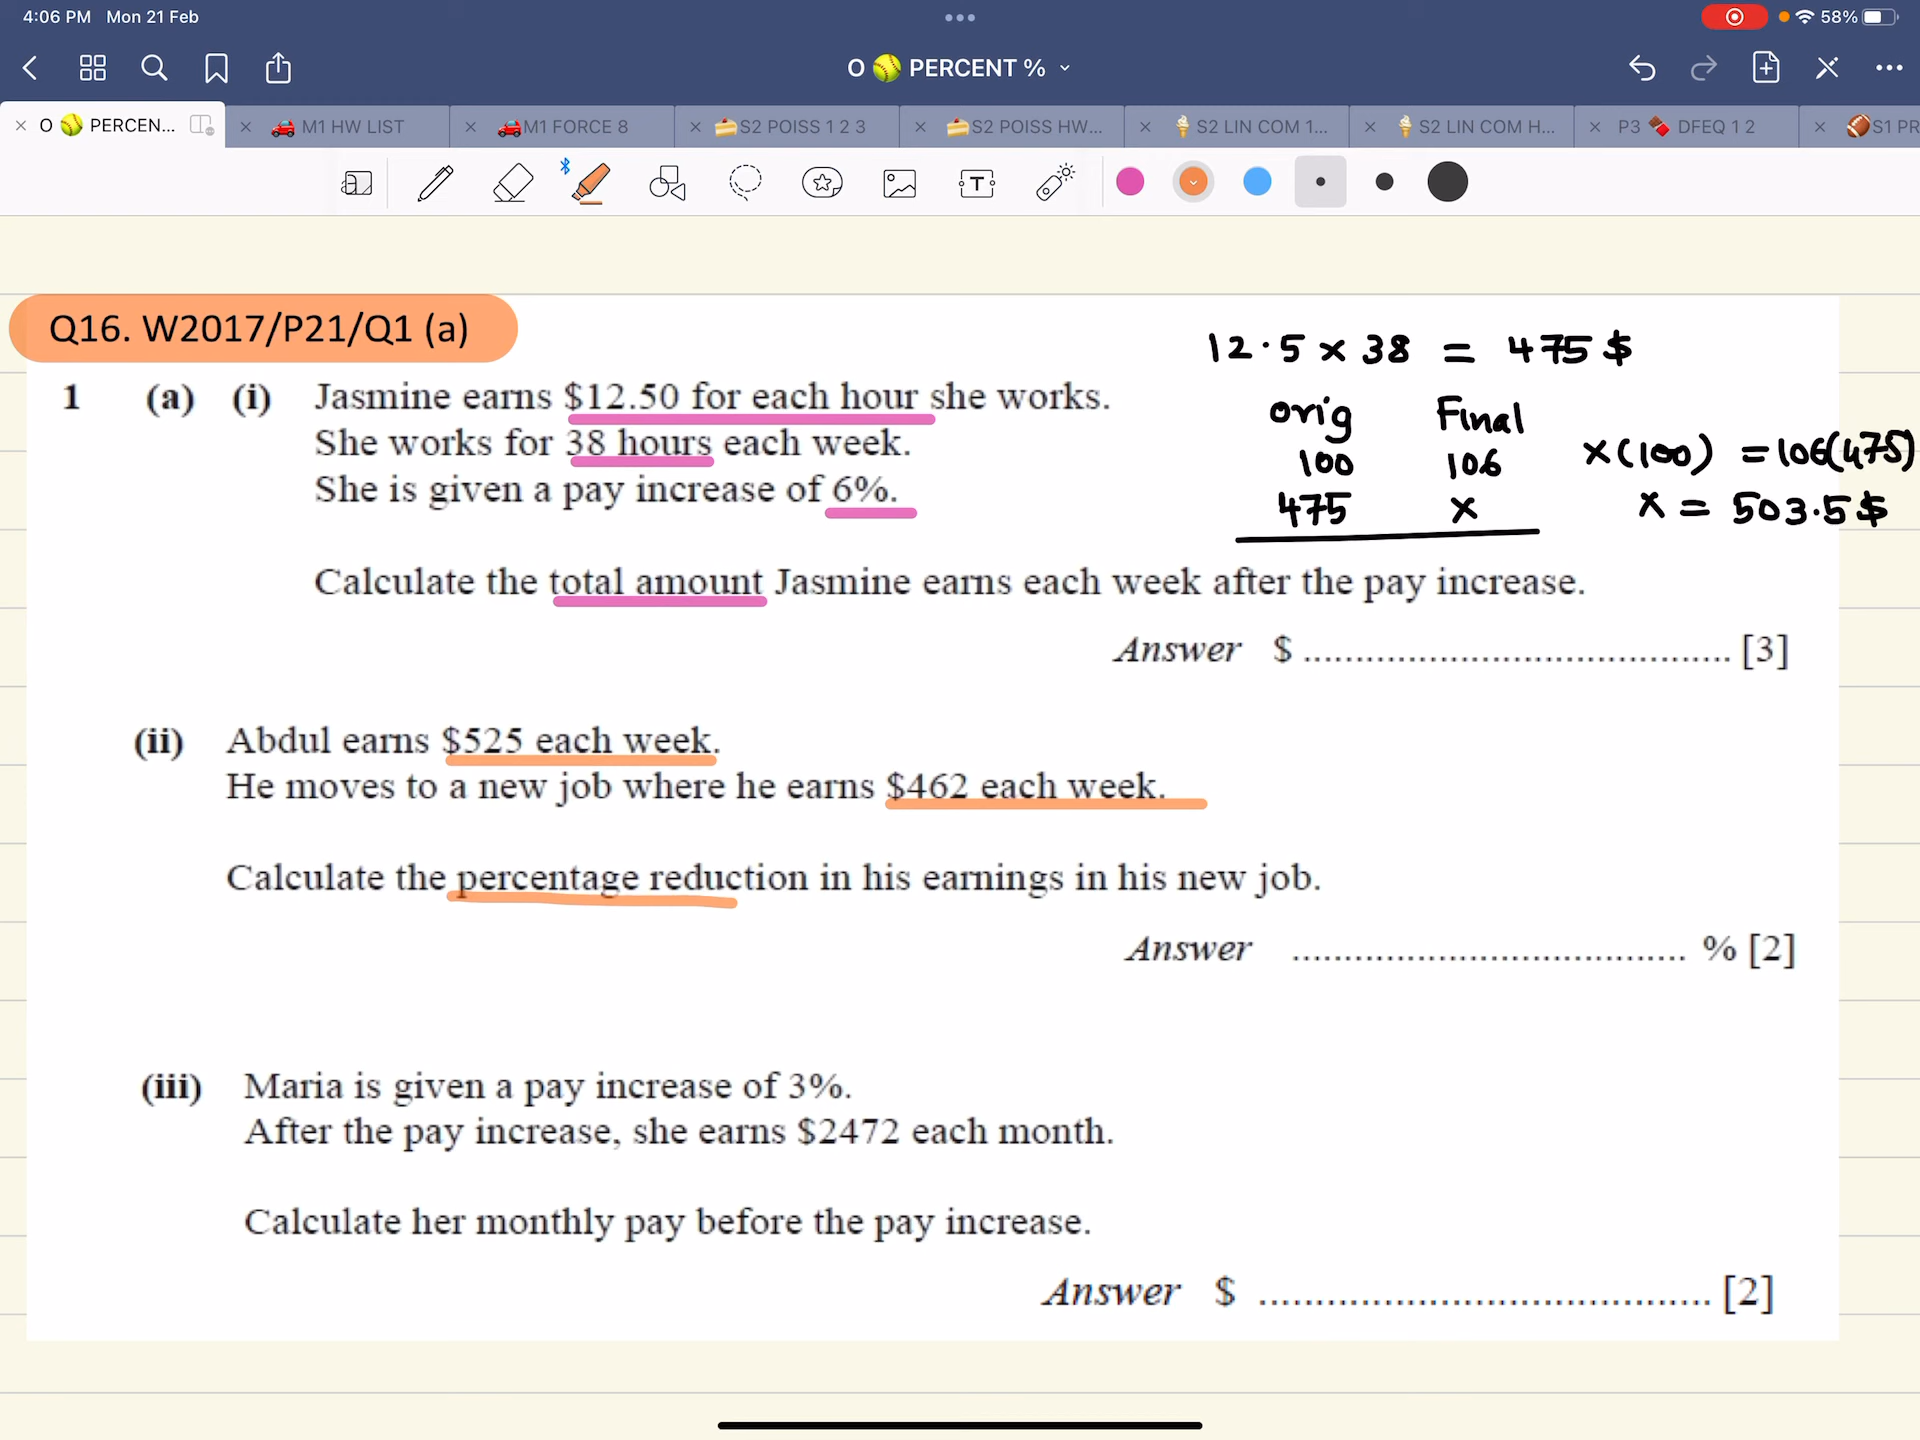 4:06 PM Mon 21 Feb
58%
O PERCENT %
O PERCEN...
M1 HW LIST
M1 FORCE 8
S2 POISS 1 2 3
S2 POISS HW...
S2 LIN COM 1...
S2 LIN COM H...
P3 DFEQ 1 2
S1 PR
Q16. W2017/P21/Q1 (a)
12.5 × 38 = 475 $
1 (a) (i) Jasmine earns $12.50 for each hour she works.
She works for 38 hours each week.
She is given a pay increase of 6%.
orig Final
100 106
475 x
x(100) = 106(475)
x = 503.5 $
Calculate the total amount Jasmine earns each week after the pay increase.
Answer $ ......................................... [3]
(ii) Abdul earns $525 each week.
He moves to a new job where he earns $462 each week.
Calculate the percentage reduction in his earnings in his new job.
Answer ...................................... % [2]
(iii) Maria is given a pay increase of 3%.
After the pay increase, she earns $2472 each month.
Calculate her monthly pay before the pay increase.
Answer $ ........................................... [2]